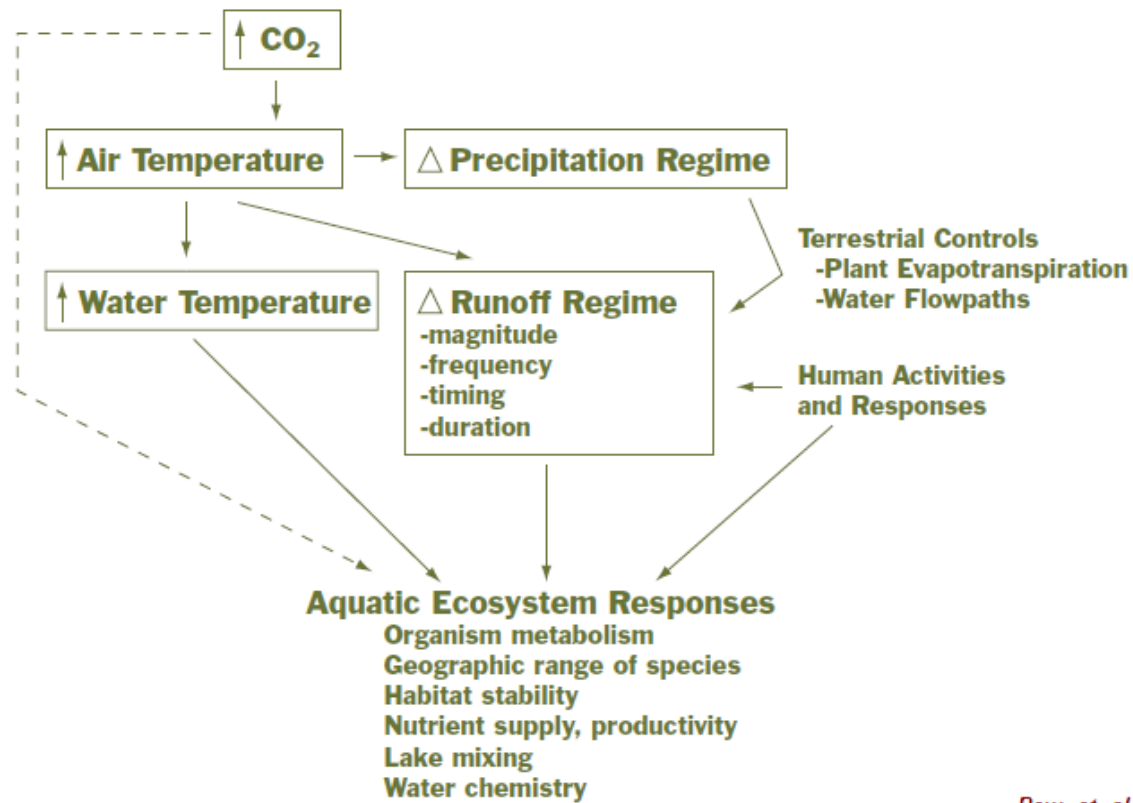 ↑ CO₂
↑ Air Temperature
△ Precipitation Regime
Terrestrial Controls
-Plant Evapotranspiration
-Water Flowpaths
↑ Water Temperature
△ Runoff Regime
-magnitude
-frequency
-timing
-duration
Human Activities
and Responses
Aquatic Ecosystem Responses
Organism metabolism
Geographic range of species
Habitat stability
Nutrient supply, productivity
Lake mixing
Water chemistry